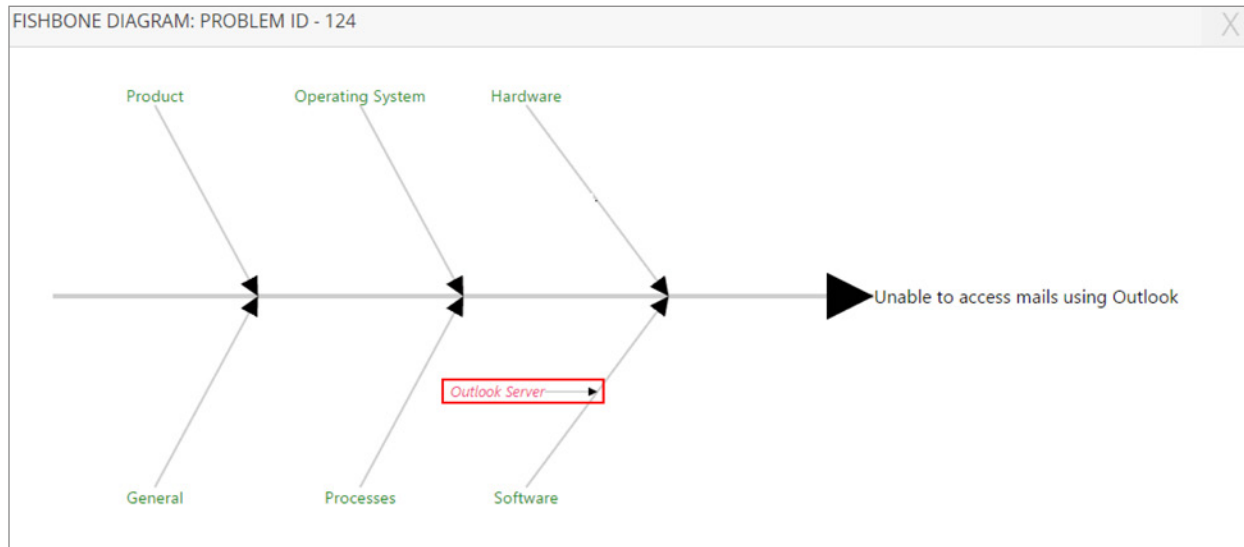 FISHBONE DIAGRAM: PROBLEM ID - 124
X
Product
Operating System
Hardware
Unable to access mails using Outlook
Outlook Server
General
Processes
Software